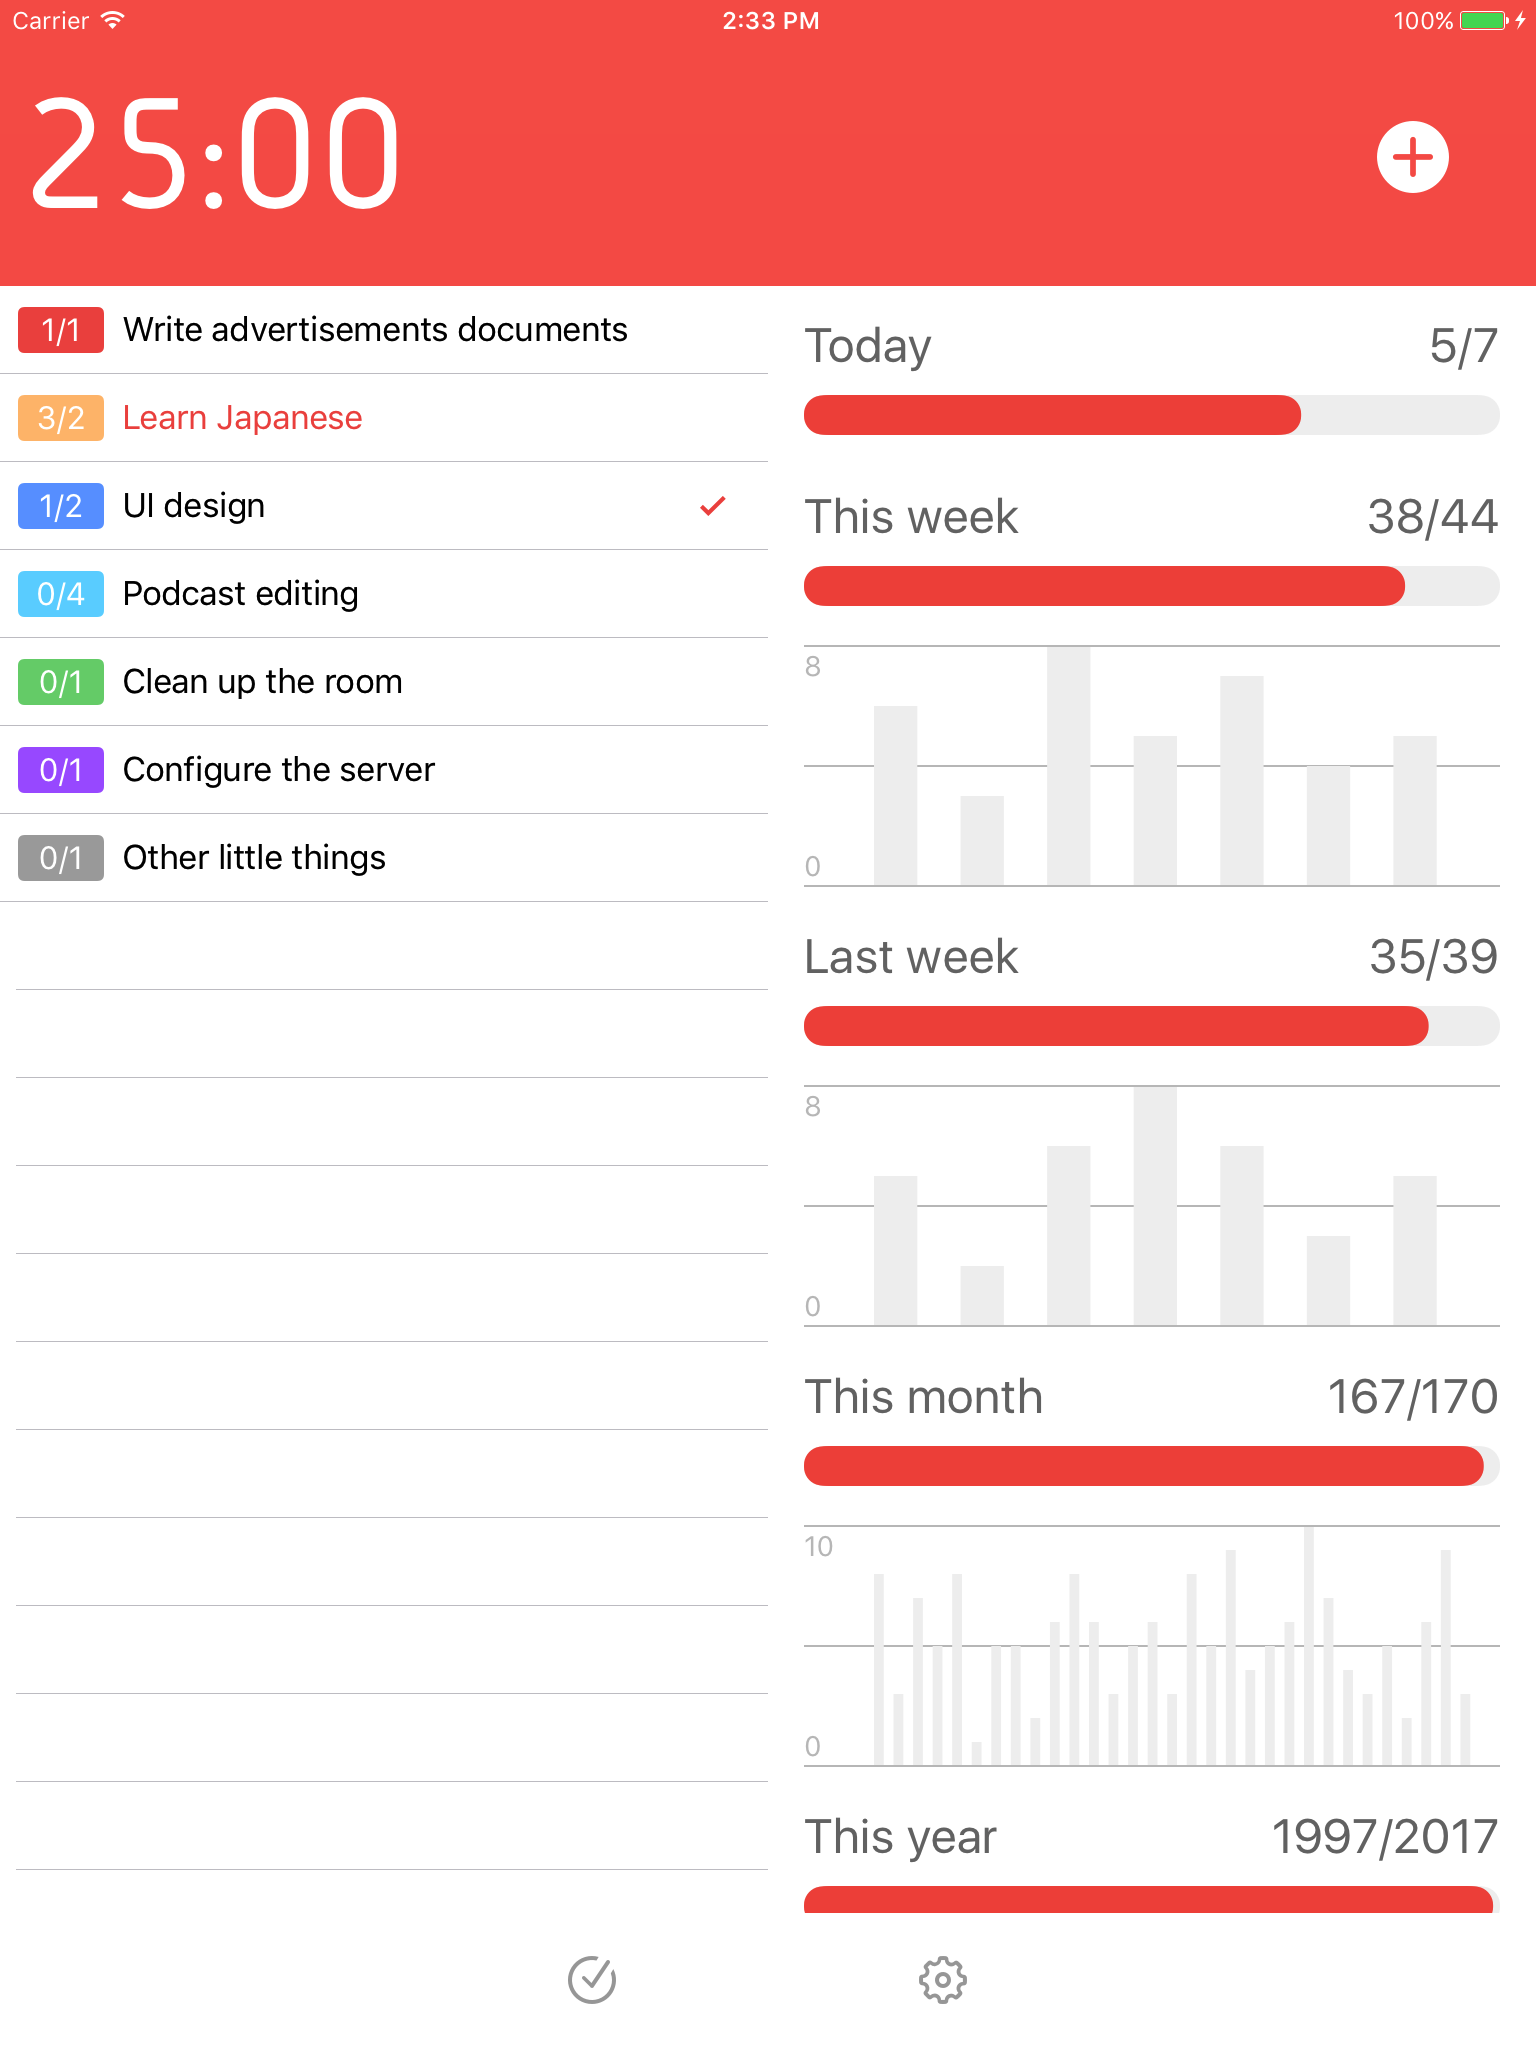 Carrier 2:33 PM 100%
25:00
1/1 Write advertisements documents
3/2 Learn Japanese
1/2 UI design
0/4 Podcast editing
0/1 Clean up the room
0/1 Configure the server
0/1 Other little things
Today 5/7
This week 38/44
8
0
Last week 35/39
8
0
This month 167/170
10
0
This year 1997/2017